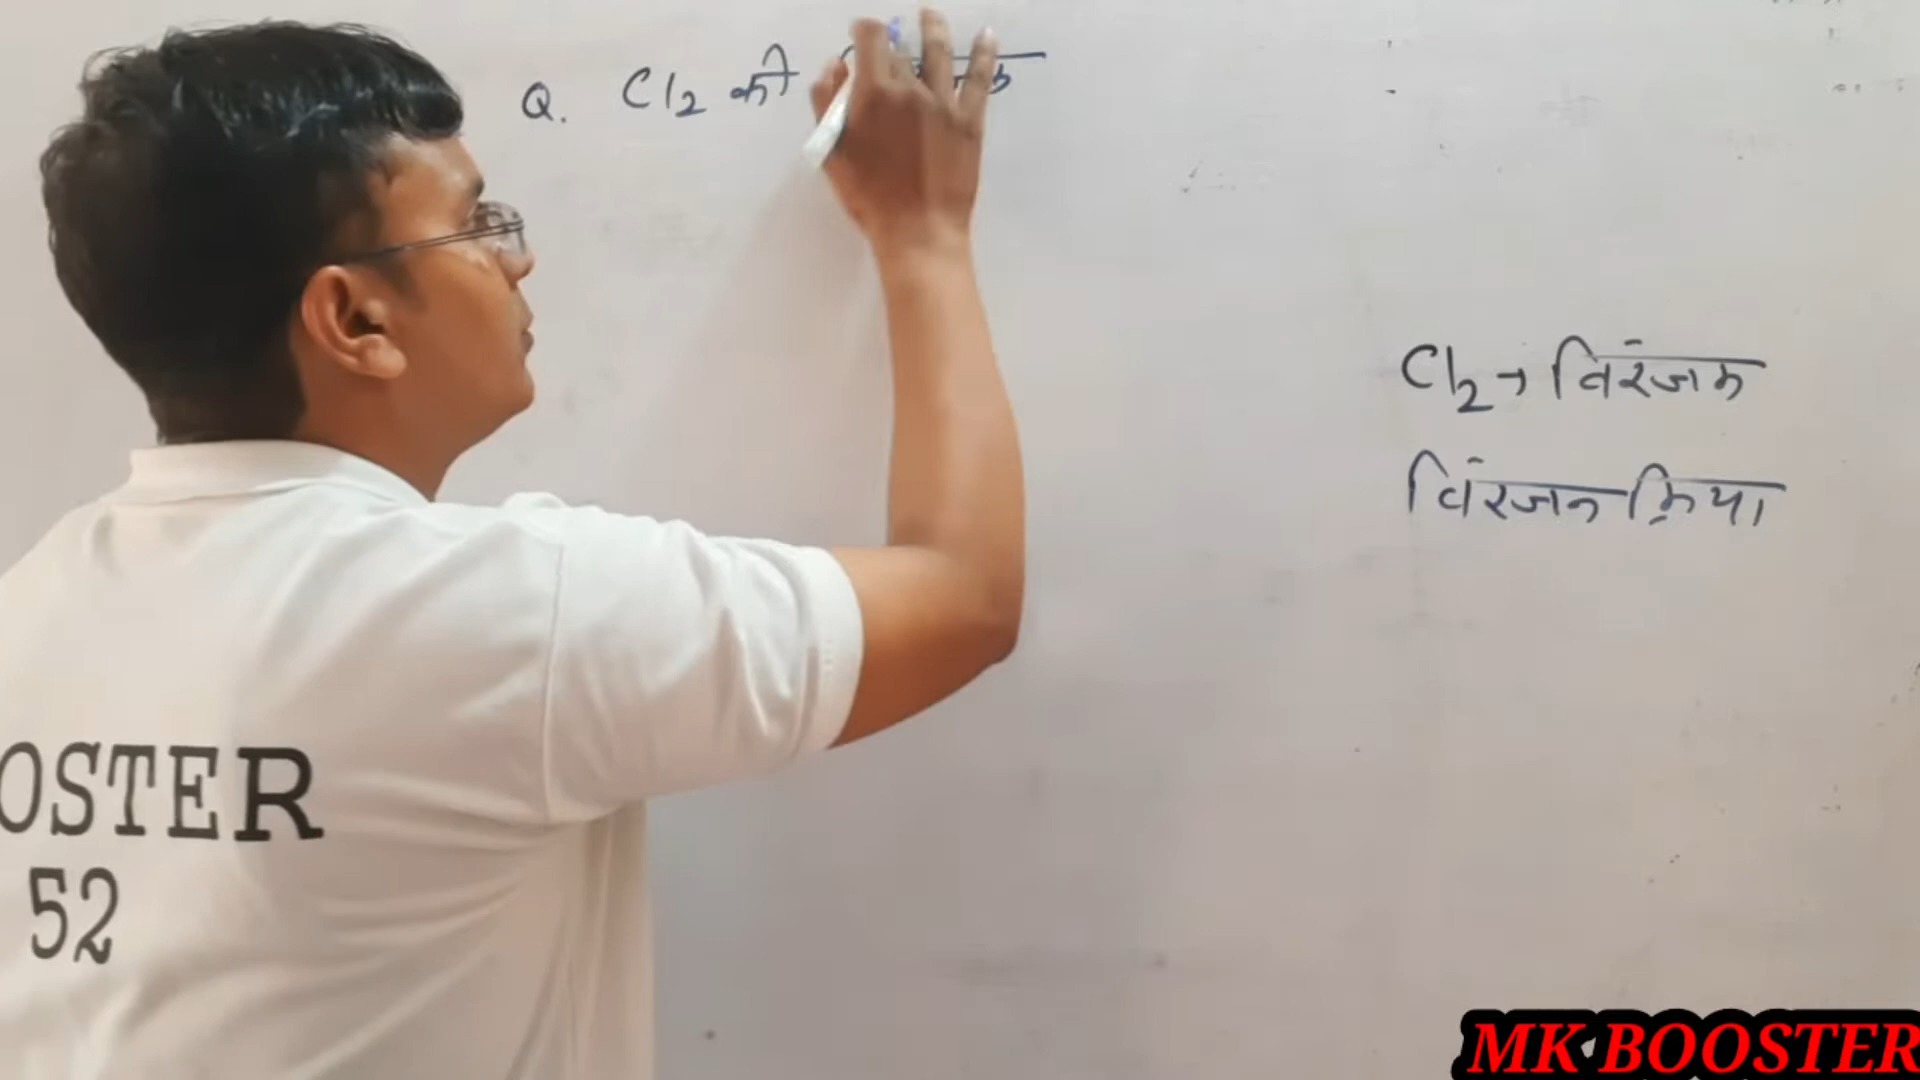 Q. Cl2 की
Cl2 → विरंजक
विरंजन क्रिया
OSTER
52
MK BOOSTER